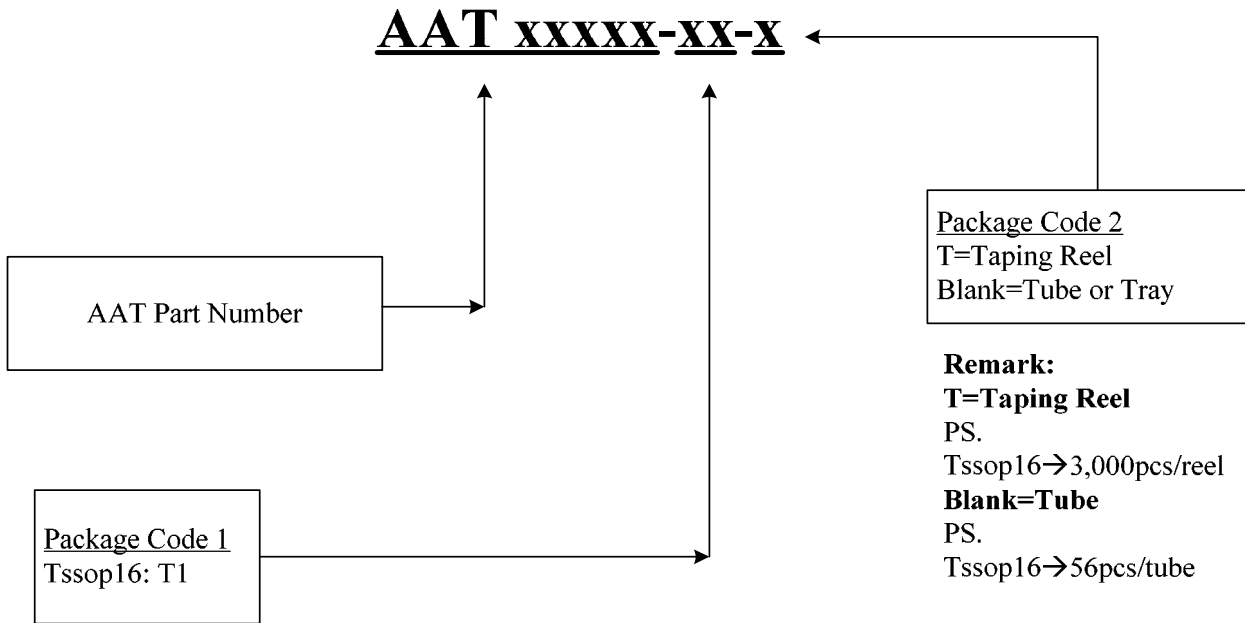 AAT xxxxx-xx-x
Package Code 2
T=Taping Reel
Blank=Tube or Tray
AAT Part Number
Remark:
T=Taping Reel
PS.
Tssop16→3,000pcs/reel
Blank=Tube
PS.
Tssop16→56pcs/tube
Package Code 1
Tssop16: T1